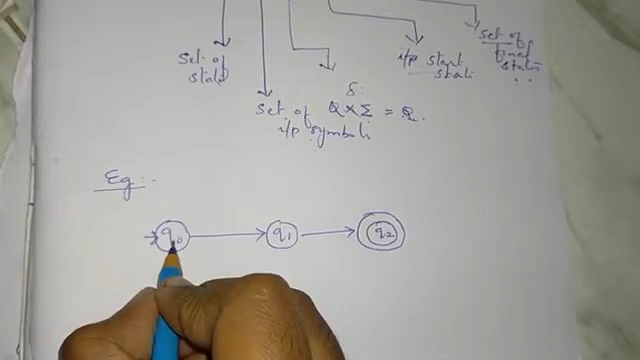 set of
states
set of
i/p symbols
δ:
Q × Σ = Q.
i/p start
state
set of
final
states
Eg:-
q0
q1
q2